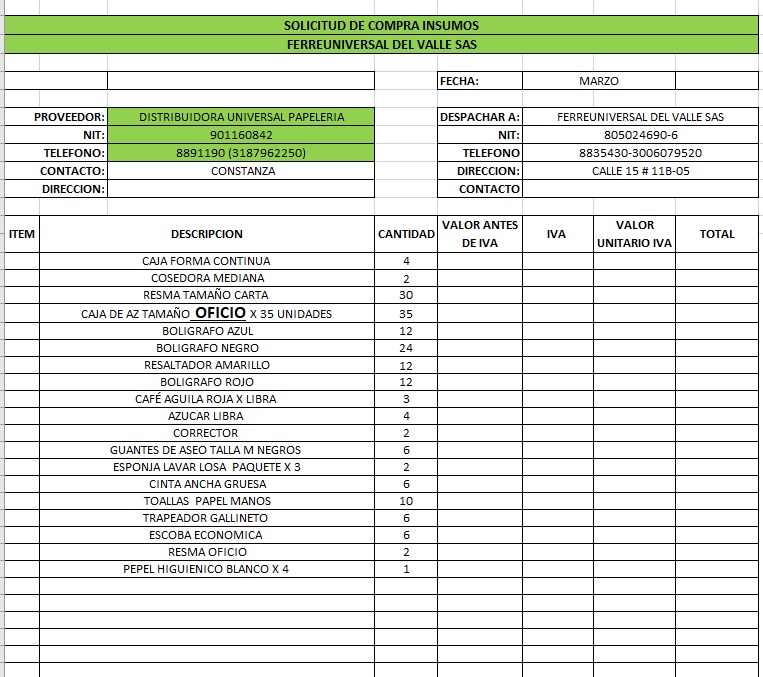 SOLICITUD DE COMPRA INSUMOS
FERREUNIVERSAL DEL VALLE SAS
FECHA: MARZO
PROVEEDOR: DISTRIBUIDORA UNIVERSAL PAPELERIA DESPACHAR A: FERREUNIVERSAL DEL VALLE SAS
NIT: 901160842 NIT: 805024690-6
TELEFONO: 8891190 (3187962250) TELEFONO 8835430-3006079520
CONTACTO: CONSTANZA DIRECCION: CALLE 15 # 11B-05
DIRECCION: CONTACTO
ITEM DESCRIPCION CANTIDAD VALOR ANTES DE IVA IVA VALOR UNITARIO IVA TOTAL
CAJA FORMA CONTINUA 4
COSEDORA MEDIANA 2
RESMA TAMAÑO CARTA 30
CAJA DE AZ TAMAÑO OFICIO X 35 UNIDADES 35
BOLIGRAFO AZUL 12
BOLIGRAFO NEGRO 24
RESALTADOR AMARILLO 12
BOLIGRAFO ROJO 12
CAFÉ AGUILA ROJA X LIBRA 3
AZUCAR LIBRA 4
CORRECTOR 2
GUANTES DE ASEO TALLA M NEGROS 6
ESPONJA LAVAR LOSA PAQUETE X 3 2
CINTA ANCHA GRUESA 6
TOALLAS PAPEL MANOS 10
TRAPEADOR GALLINETO 6
ESCOBA ECONOMICA 6
RESMA OFICIO 2
PEPEL HIGUIENICO BLANCO X 4 1